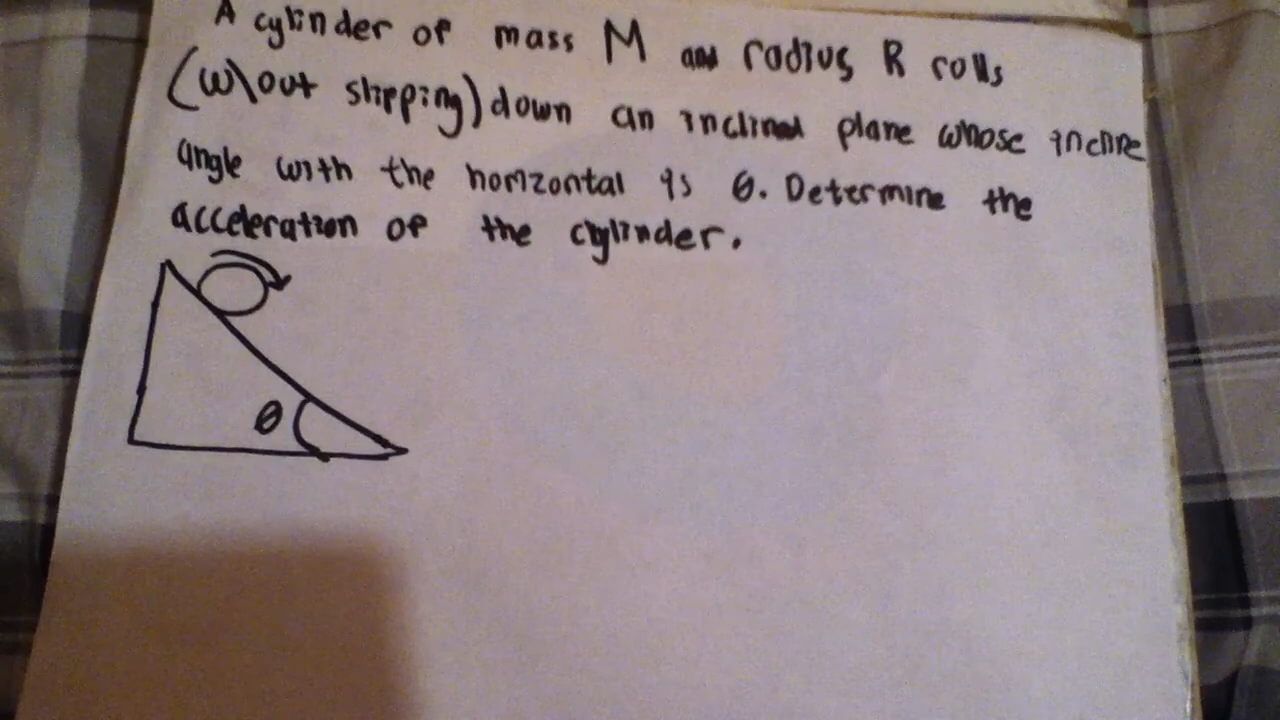 A cylinder of mass M and radius R rolls
(w\out slipping) down an inclined plane whose incline
angle with the horizontal is θ. Determine the
acceleration of the cylinder.
θ